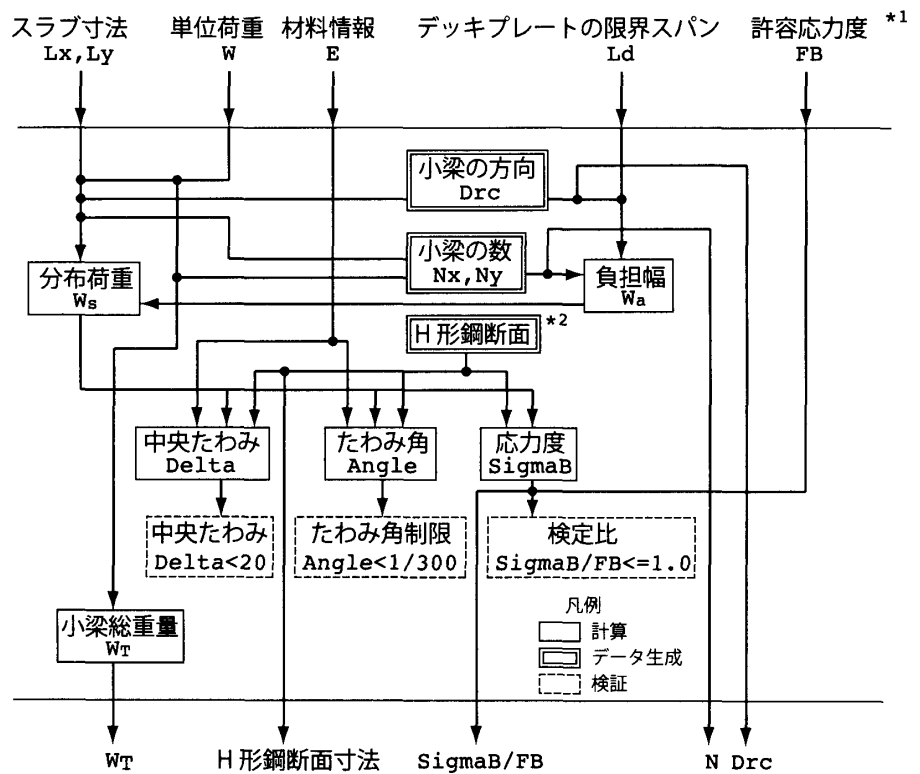 スラブ寸法 単位荷重 材料情報 デッキプレートの限界スパン 許容応力度 *1
Lx,Ly W E Ld FB
小梁の方向
Drc
小梁の数
Nx,Ny
分布荷重
Ws
負担幅
Wa
H形鋼断面 *2
中央たわみ
Delta
たわみ角
Angle
応力度
SigmaB
中央たわみ
Delta<20
たわみ角制限
Angle<1/300
検定比
SigmaB/FB<=1.0
小梁総重量
WT
凡例
計算
データ生成
検証
WT H形鋼断面寸法 SigmaB/FB N Drc